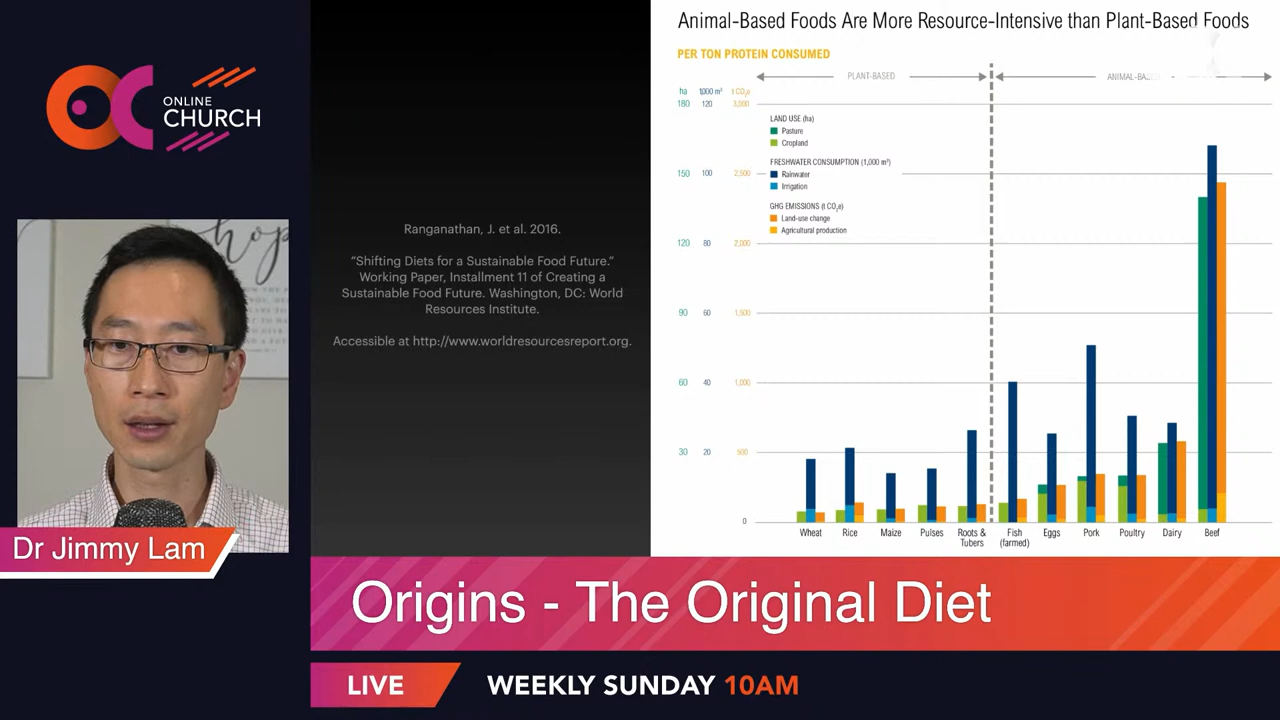 OC ONLINE
CHURCH
hope
Dr Jimmy Lam
Ranganathan, J. et al. 2016.
“Shifting Diets for a Sustainable Food Future.”
Working Paper, Installment 11 of Creating a
Sustainable Food Future. Washington, DC: World
Resources Institute.
Accessible at http://www.worldresourcesreport.org.
Animal-Based Foods Are More Resource-Intensive than Plant-Based Foods
PER TON PROTEIN CONSUMED
PLANT-BASED
ha 1,000 m³ t CO₂e
180 120 3,000
150 100 2,500
120 80 2,000
90 60 1,500
60 40 1,000
30 20 500
0
LAND USE (ha)
Pasture
Cropland
FRESHWATER CONSUMPTION (1,000 m³)
Rainwater
Irrigation
GHG EMISSIONS (t CO₂e)
Land-use change
Agricultural production
Wheat Rice Maize Pulses Roots & Tubers Fish (farmed) Eggs Pork Poultry Dairy Beef
Origins - The Original Diet
LIVE WEEKLY SUNDAY 10AM